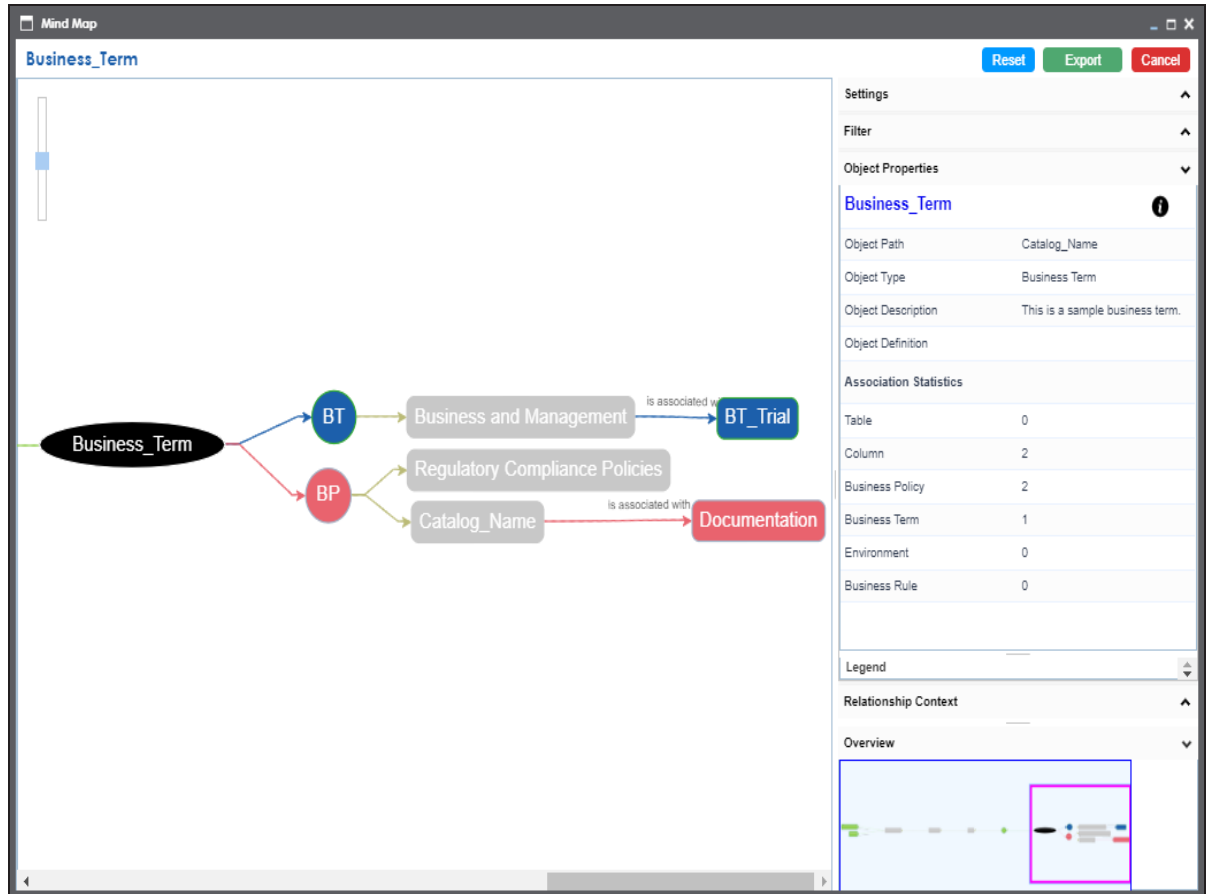 Mind Map
Business_Term
Reset Export Cancel
Settings
Filter
Object Properties
Business_Term
Object Path Catalog_Name
Object Type Business Term
Object Description This is a sample business term.
Object Definition
Association Statistics
Table 0
Column 2
Business Policy 2
Business Term 1
Environment 0
Business Rule 0
Legend
Relationship Context
Overview
Business_Term
BT
Business and Management
is associated w
BT_Trial
BP
Regulatory Compliance Policies
Catalog_Name
is associated with
Documentation